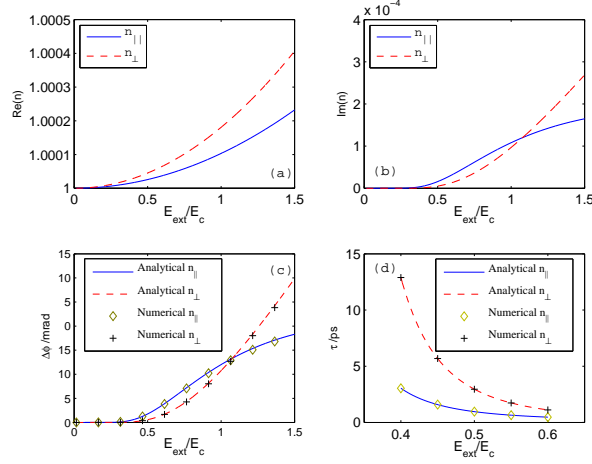 1.0005
1.0004
1.0003
1.0002
1.0001
1
Re(n)
n||
n⊥
(a)
0 0.5 1 1.5
Eext/Ec
x 10⁻⁴
4
3
2
1
0
Im(n)
n||
n⊥
(b)
0 0.5 1 1.5
Eext/Ec
15
10
15
0
15
10
5
0
Δϕ /mrad
Analytical n∥
Analytical n⊥
Numerical n∥
Numerical n⊥
(c)
0 0.5 1 1.5
Eext/Ec
15
10
5
0
τ /ps
(d)
Analytical n∥
Analytical n⊥
Numerical n∥
Numerical n⊥
0.4 0.5 0.6
Eext/Ec